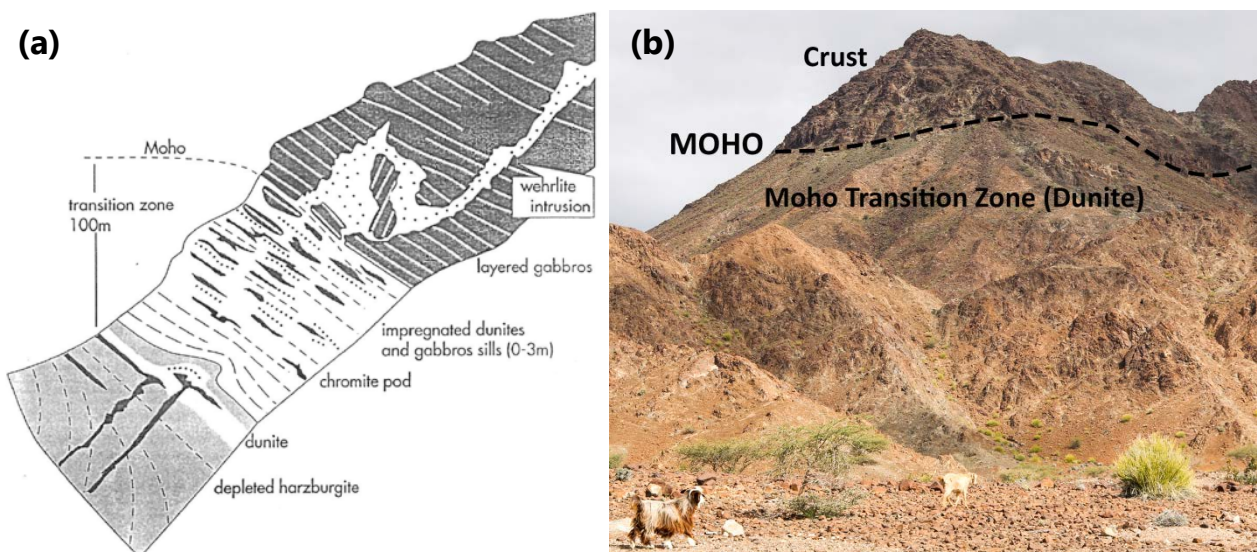 (a)
Moho
transition zone
100m
wehrlite
intrusion
layered gabbros
impregnated dunites
and gabbros sills (0-3m)
chromite pod
dunite
depleted harzburgite
(b)
Crust
MOHO
Moho Transition Zone (Dunite)